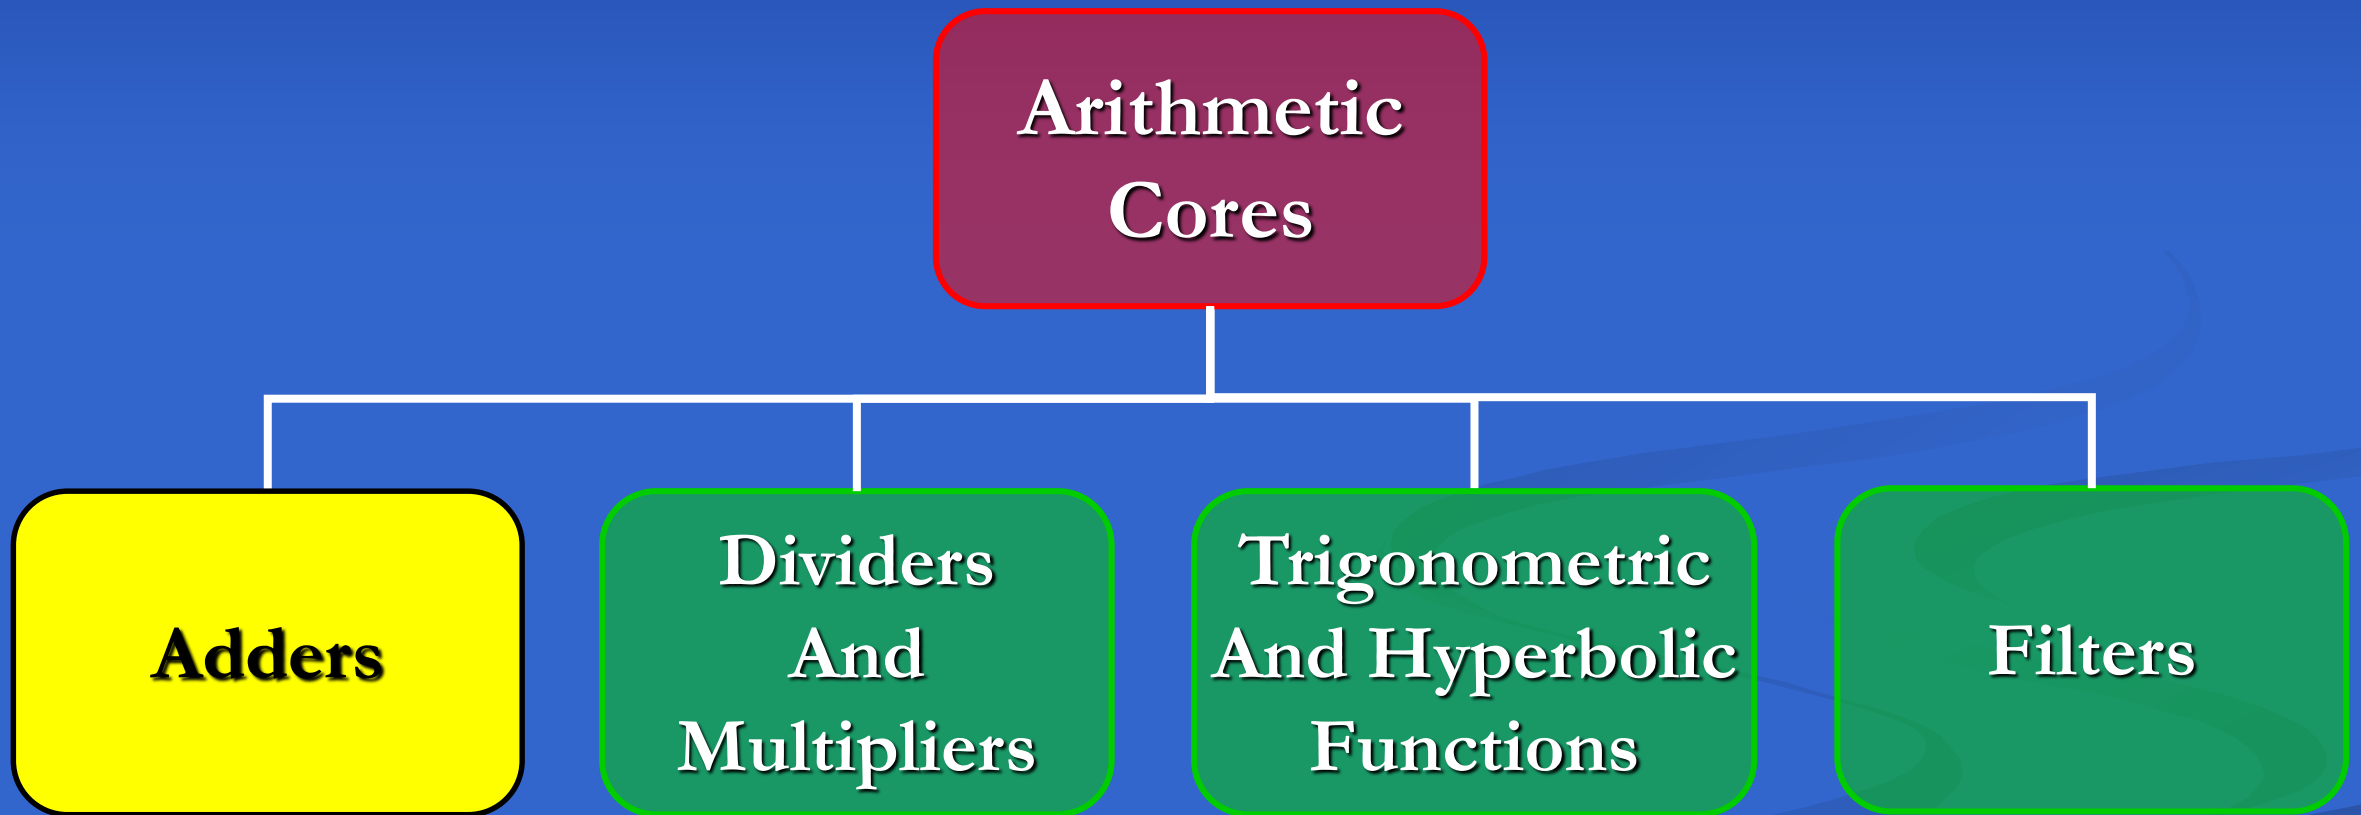 Arithmetic
Cores
Adders
Dividers
And
Multipliers
Trigonometric
And Hyperbolic
Functions
Filters